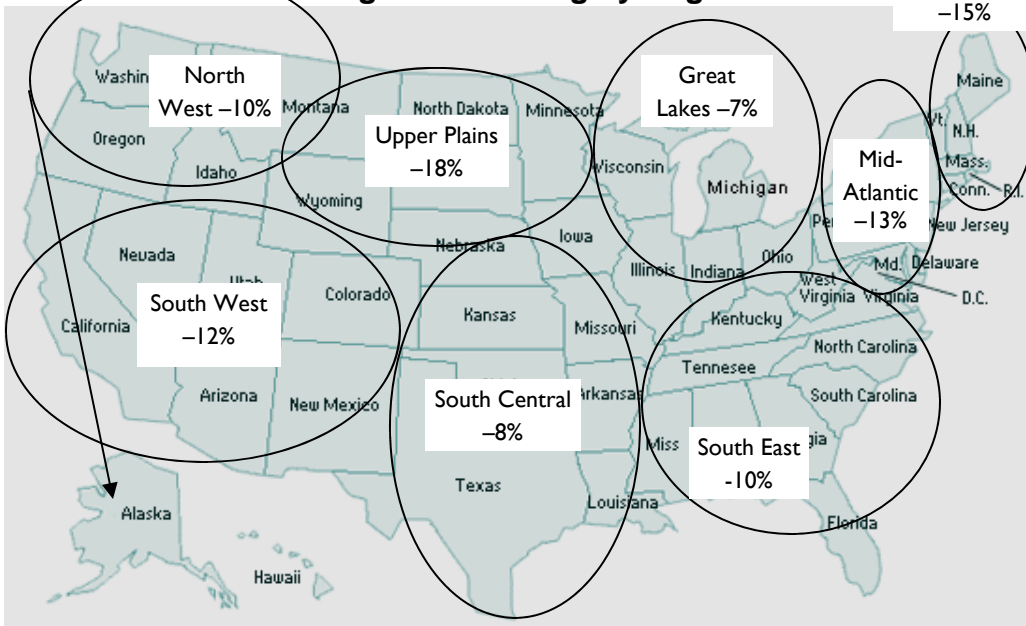 –15%
Washin
North
West –10%
Montana
North Dakota
Minnesota
Great
Lakes –7%
Maine
Oregon
Idaho
Upper Plains
–18%
Wisconsin
Michigan
Vt.
N.H.
Mass.
Conn.
R.I.
Mid-
Atlantic
–13%
Wyoming
Nebraska
Iowa
Illinois
Indiana
Ohio
New Jersey
Md.
Delaware
D.C.
West
Virginia
Virginia
Nevada
Utah
Colorado
Kansas
Missouri
Kentucky
South West
–12%
California
Arizona
New Mexico
Tennessee
North Carolina
South Carolina
South Central
–8%
Arkansas
Miss
South East
-10%
gia
Texas
Louisiana
Florida
Alaska
Hawaii